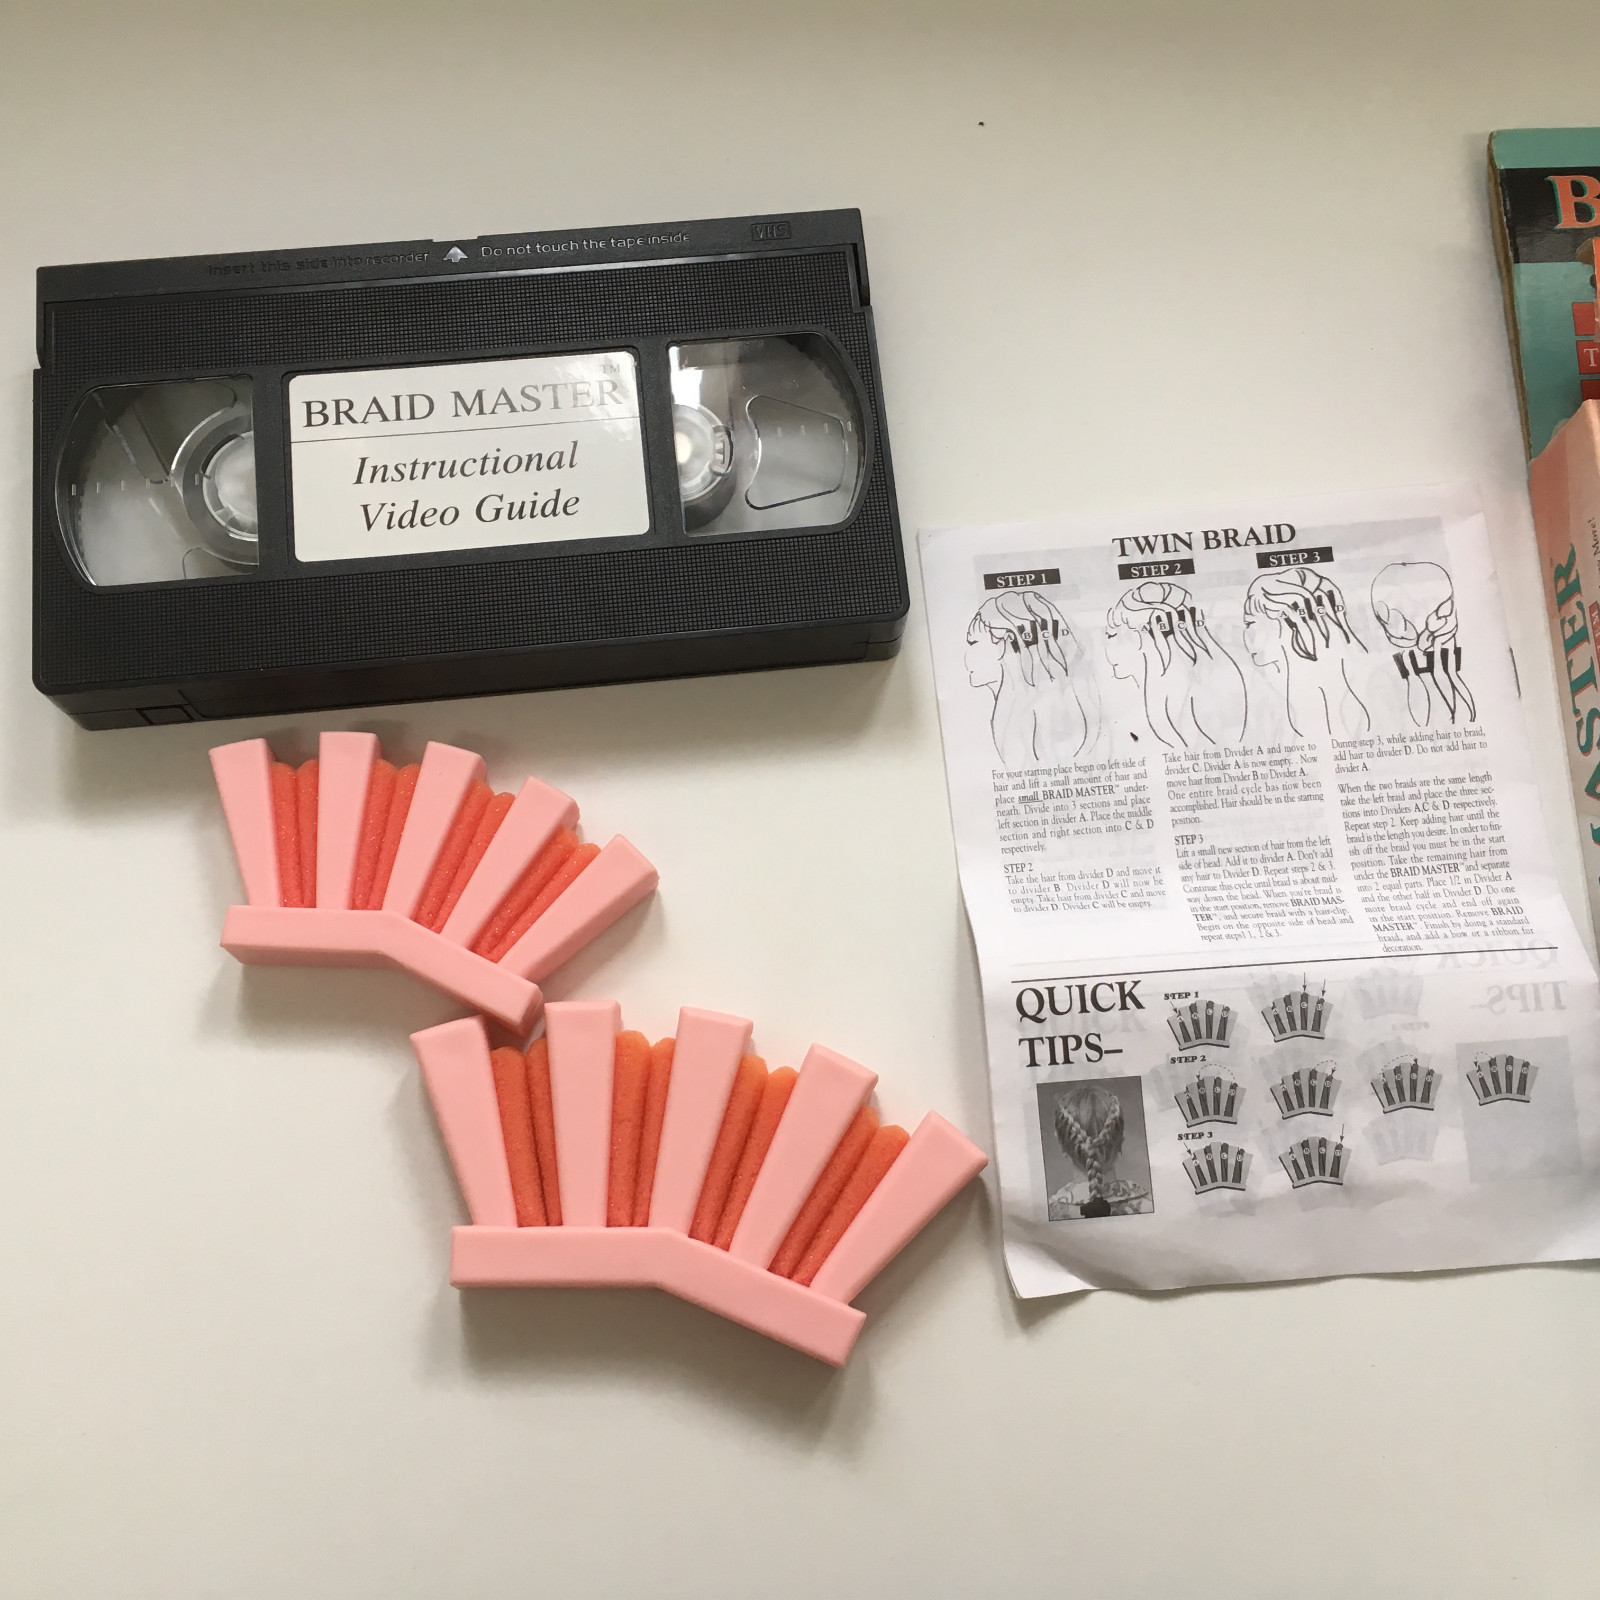 Insert this side into recorder Do not touch the tape inside VHS
BRAID MASTER™
Instructional
Video Guide
TWIN BRAID
STEP 1
STEP 2
STEP 3
A B C D
A B C D
A B C D
For your starting place begin on left side of
hair and lift a small amount of hair and
place small BRAID MASTER™ under-
neath. Divide into 3 sections and place
left section in divider A. Place the middle
section and right section into C & D
respectively.
STEP 2
Take the hair from divider D and move it
to divider B. Divider D will now be
empty. Take hair from divider C and move
to divider D. Divider C will be empty.
Take hair from Divider A and move to
divider C. Divider A is now empty. . Now
move hair from Divider B to Divider A.
One entire braid cycle has now been
accomplished. Hair should be in the starting
position.
STEP 3
Lift a small new section of hair from the left
side of head. Add it to divider A. Don't add
any hair to Divider D. Repeat steps 2 & 3.
Continue this cycle until braid is about mid-
way down the head. When you're braid is
in the start position, remove BRAID MAS-
TER™, and secure braid with a hair-clip.
Begin on the opposite side of head and
repeat steps 1, 2 & 3.
During step 3, while adding hair to braid,
add hair to divider D. Do not add hair to
divider A.
When the two braids are the same length
take the left braid and place the three sec-
tions into Dividers A,C & D respectively.
Repeat step 2. Keep adding hair until the
braid is the length you desire. In order to fin-
ish off the braid you must be in the start
position. Take the remaining hair from
under the BRAID MASTER™ and separate
into 2 equal parts. Place 1/2 in Divider A
and the other half in Divider D. Do one
more braid cycle and end off again
in the start position. Remove BRAID
MASTER™. Finish by doing a standard
braid, and add a bow or a ribbon for
decoration.
QUICK
TIPS–
STEP 1
STEP 2
STEP 3
B
T
STER
More!